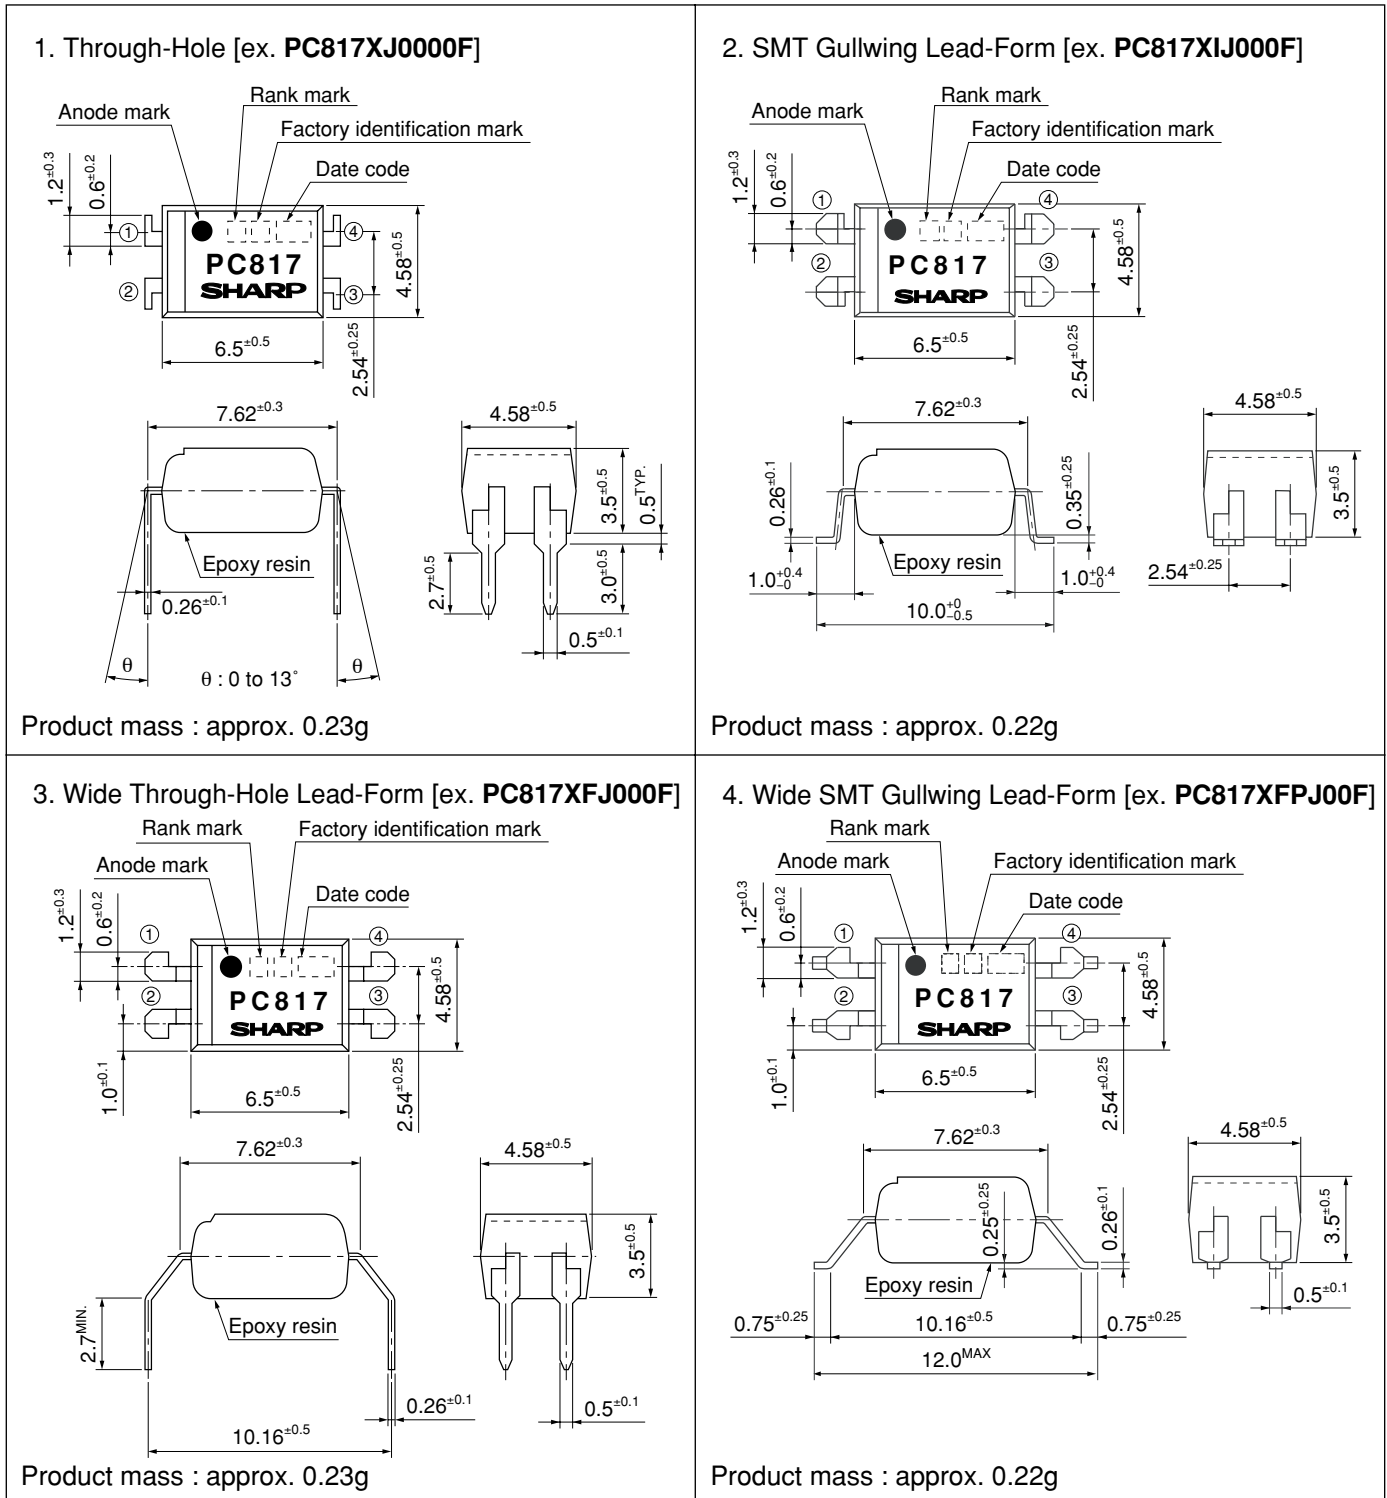 1. Through-Hole [ex. PC817XJ0000F]
Rank mark
Anode mark
Factory identification mark
Date code
1.2±0.3
0.6±0.2
①
④
②
③
PC817
SHARP
4.58±0.5
2.54±0.25
6.5±0.5
7.62±0.3
4.58±0.5
3.5±0.5
0.5TYP.
Epoxy resin
2.7±0.5
3.0±0.5
0.26±0.1
0.5±0.1
θ
θ
θ : 0 to 13˚
Product mass : approx. 0.23g
2. SMT Gullwing Lead-Form [ex. PC817XIJ000F]
Rank mark
Anode mark
Factory identification mark
Date code
1.2±0.3
0.6±0.2
①
④
②
③
PC817
SHARP
4.58±0.5
2.54±0.25
6.5±0.5
7.62±0.3
4.58±0.5
0.26±0.1
0.35±0.25
3.5±0.5
Epoxy resin
1.0+0.4−0
1.0+0.4−0
2.54±0.25
10.0+0−0.5
Product mass : approx. 0.22g
3. Wide Through-Hole Lead-Form [ex. PC817XFJ000F]
Rank mark
Factory identification mark
Anode mark
Date code
1.2±0.3
0.6±0.2
①
④
②
③
PC817
SHARP
4.58±0.5
1.0±0.1
2.54±0.25
6.5±0.5
7.62±0.3
4.58±0.5
3.5±0.5
2.7MIN.
Epoxy resin
0.26±0.1
0.5±0.1
10.16±0.5
Product mass : approx. 0.23g
4. Wide SMT Gullwing Lead-Form [ex. PC817XFPJ00F]
Rank mark
Anode mark
Factory identification mark
Date code
1.2±0.3
0.6±0.2
①
④
②
③
PC817
SHARP
4.58±0.5
1.0±0.1
2.54±0.25
6.5±0.5
7.62±0.3
4.58±0.5
0.25±0.25
0.26±0.1
3.5±0.5
Epoxy resin
0.5±0.1
0.75±0.25
10.16±0.5
0.75±0.25
12.0MAX
Product mass : approx. 0.22g